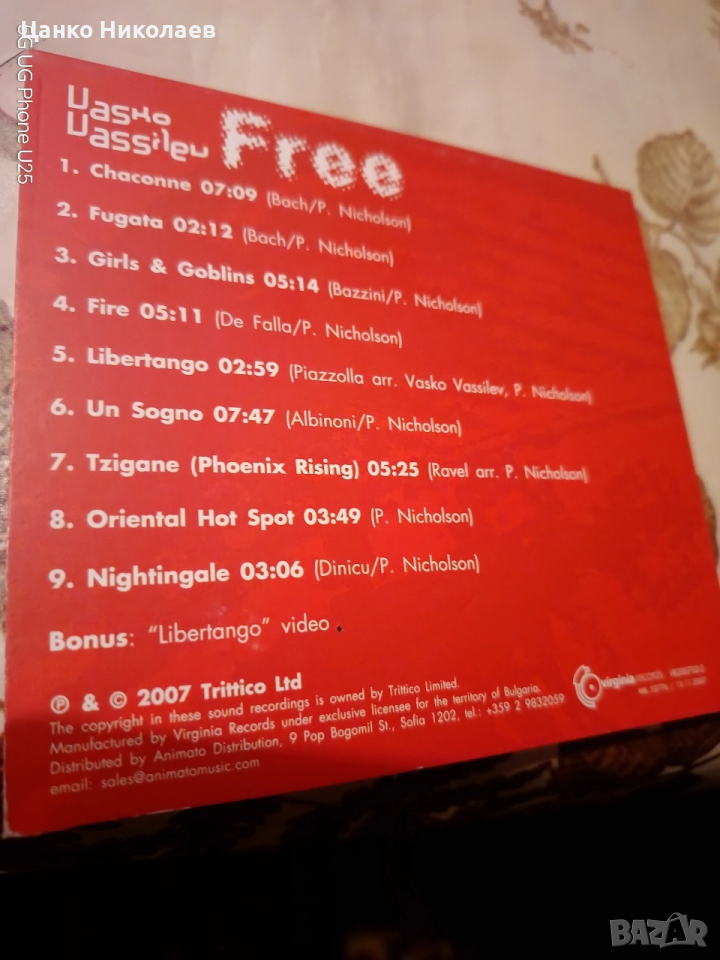 Цанко Николаев
5G UG Phone U25
Vasko
Vassilev
Free
1. Chaconne 07:09 (Bach/P. Nicholson)
2. Fugata 02:12 (Bach/P. Nicholson)
3. Girls & Goblins 05:14 (Bazzini/P. Nicholson)
4. Fire 05:11 (De Falla/P. Nicholson)
5. Libertango 02:59 (Piazzolla arr. Vasko Vassilev, P. Nicholson)
6. Un Sogno 07:47 (Albinoni/P. Nicholson)
7. Tzigane (Phoenix Rising) 05:25 (Ravel arr. P. Nicholson)
8. Oriental Hot Spot 03:49 (P. Nicholson)
9. Nightingale 03:06 (Dinicu/P. Nicholson)
Bonus: “Libertango” video
℗ & © 2007 Trittico Ltd
The copyright in these sound recordings is owned by Trittico Limited.
Manufactured by Virginia Records under exclusive licensee for the territory of Bulgaria.
Distributed by Animato Distribution, 9 Pop Bogomil St., Sofia 1202, tel.: +359 2 9832059
email: sales@animatomusic.com
virginia RECORDS
BAZAR